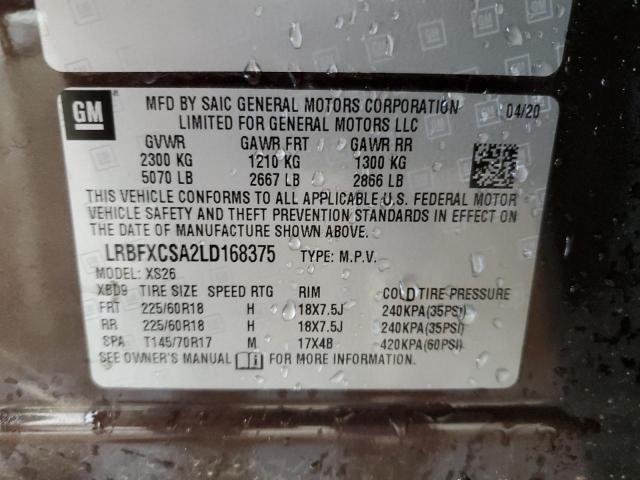 GM
GM
MFD BY SAIC GENERAL MOTORS CORPORATION 04/20
LIMITED FOR GENERAL MOTORS LLC
GVWR GAWR FRT GAWR RR
2300 KG 1210 KG 1300 KG
5070 LB 2667 LB 2866 LB
THIS VEHICLE CONFORMS TO ALL APPLICABLE U.S. FEDERAL MOTOR
VEHICLE SAFETY AND THEFT PREVENTION STANDARDS IN EFFECT ON
THE DATE OF MANUFACTURE SHOWN ABOVE.
LRBFXCSA2LD168375 TYPE: M.P.V.
MODEL: XS26
XBD9 TIRE SIZE SPEED RTG RIM COLD TIRE PRESSURE
FRT 225/60R18 H 18X7.5J 240KPA(35PSI)
RR 225/60R18 H 18X7.5J 240KPA(35PSI)
SPA T145/70R17 M 17X4B 420KPA(60PSI)
SEE OWNER'S MANUAL FOR MORE INFORMATION.